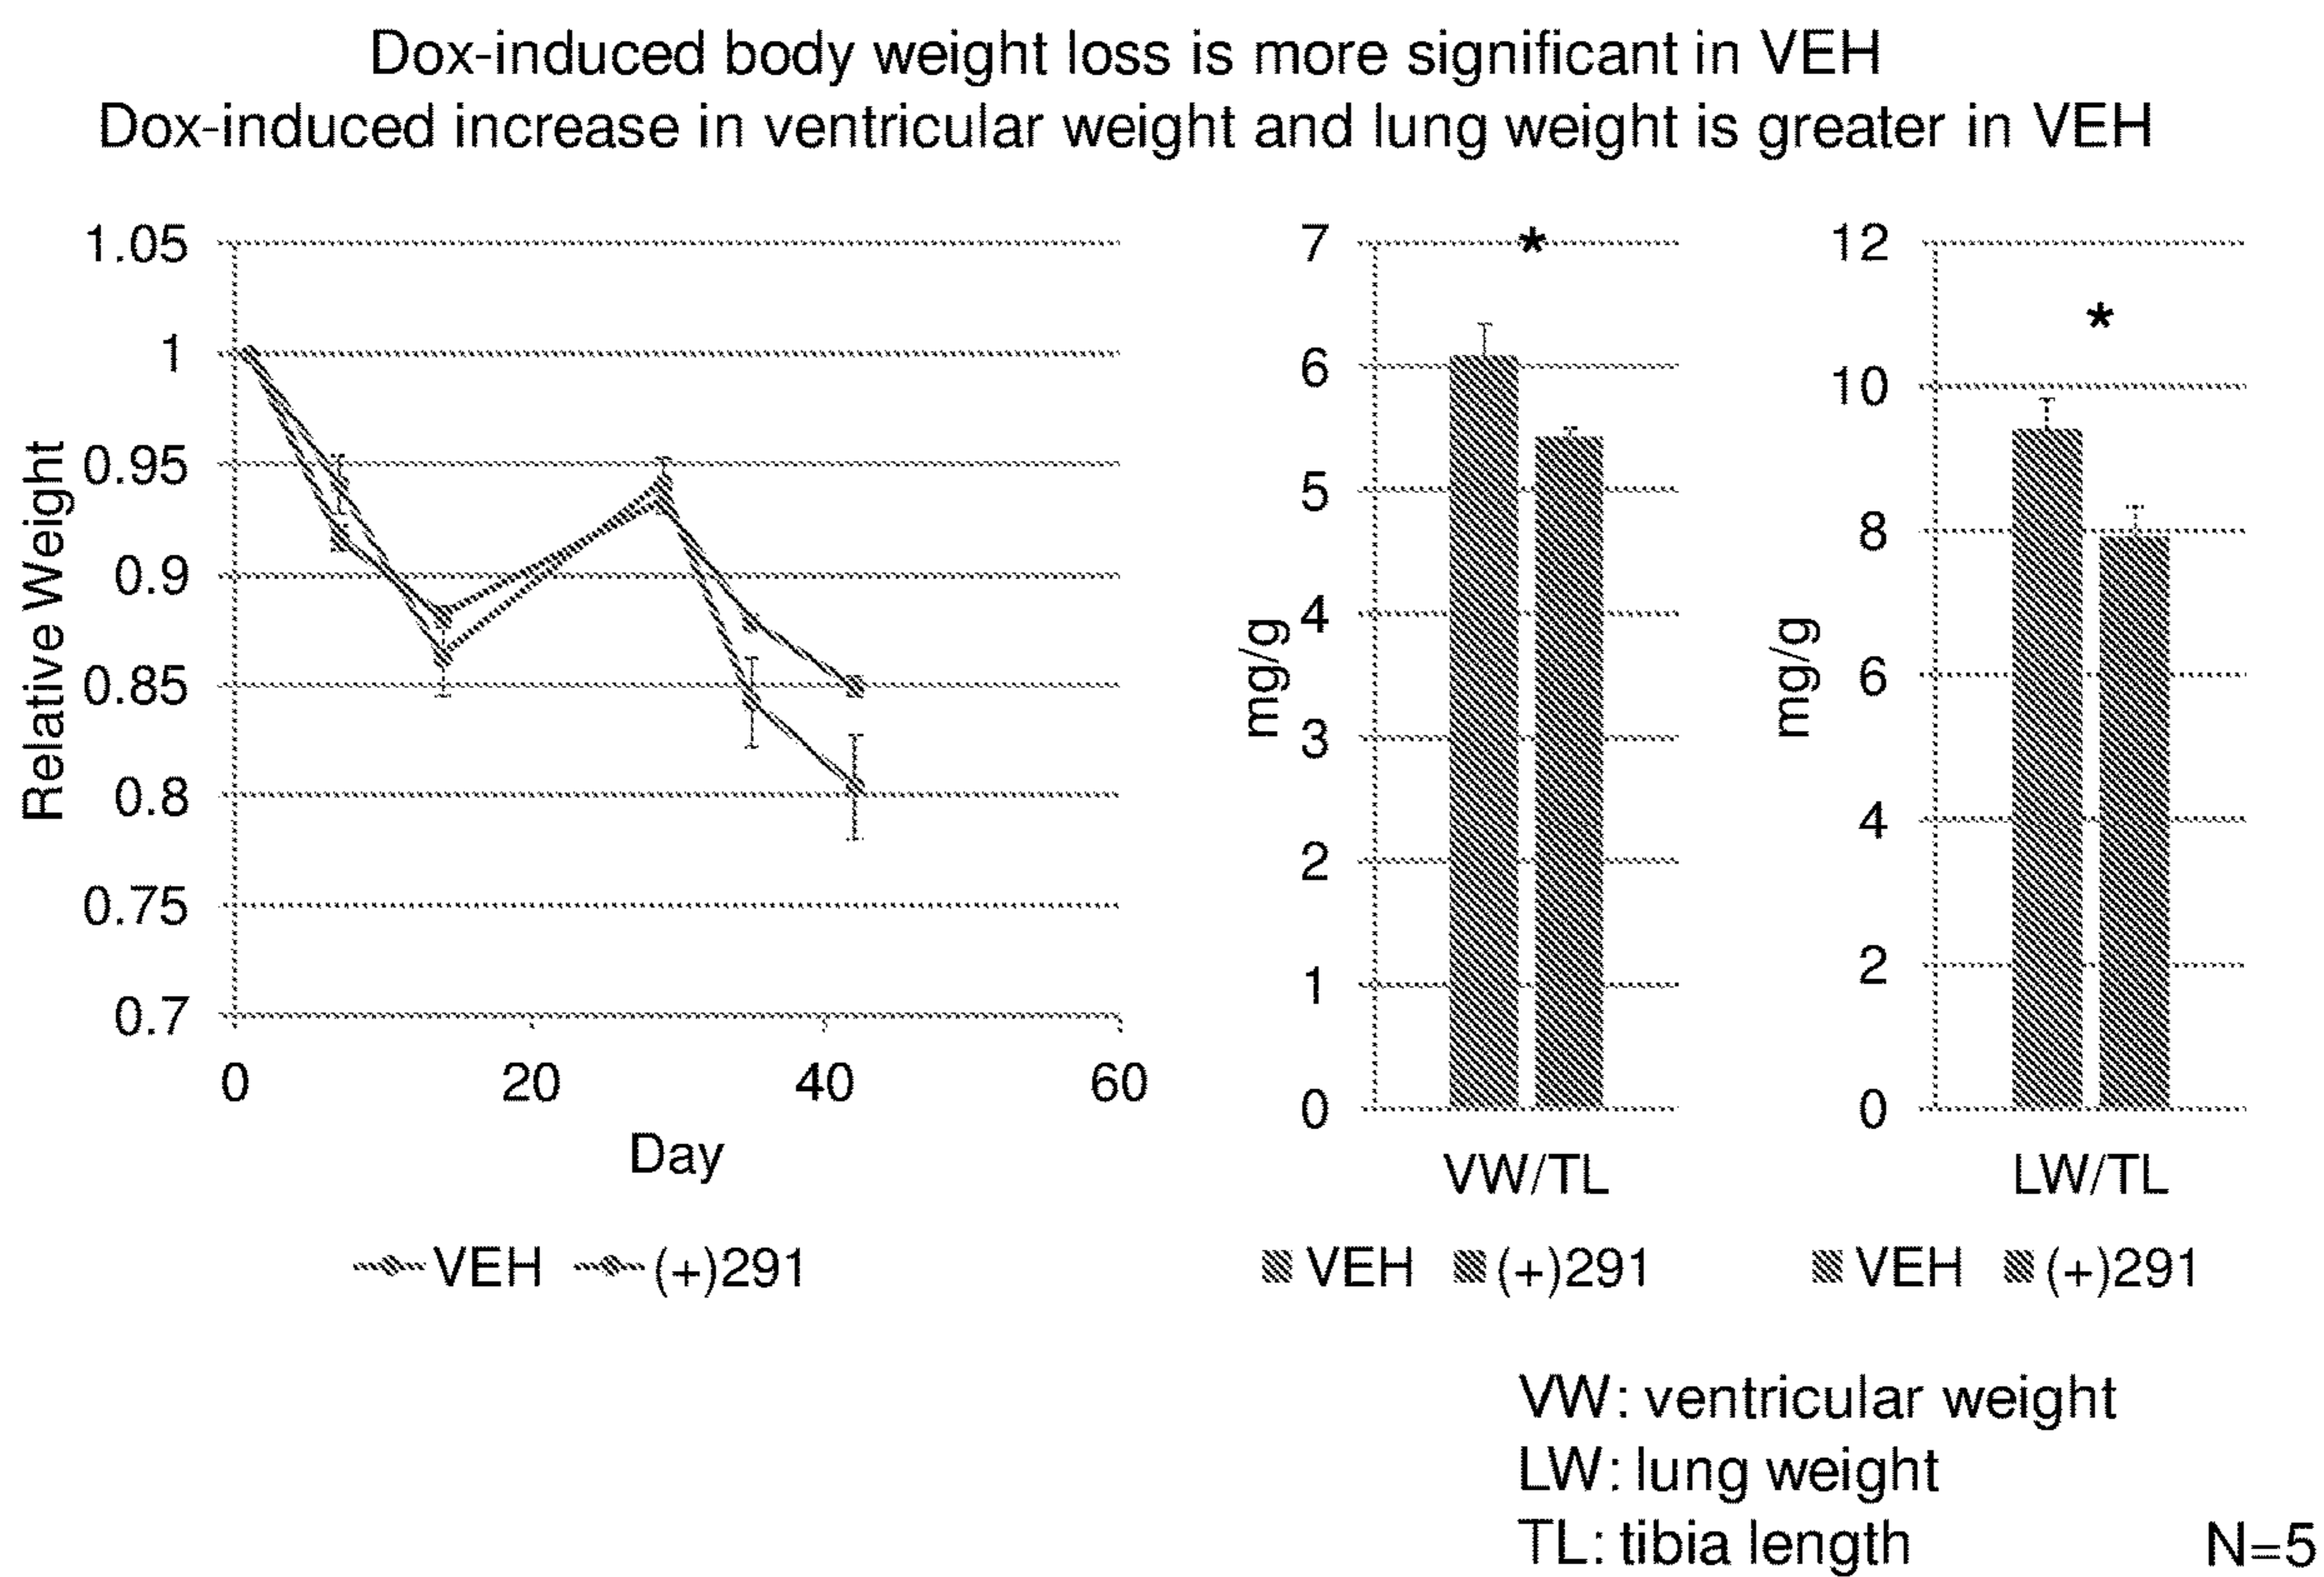 Dox-induced body weight loss is more significant in VEH
Dox-induced increase in ventricular weight and lung weight is greater in VEH
Relative Weight
1.05
1
0.95
0.9
0.85
0.8
0.75
0.7
0 20 40 60
Day
VEH (+)291
mg/g
7
6
5
4
3
2
1
0
*
VW/TL
VEH (+)291
mg/g
12
10
8
6
4
2
0
*
LW/TL
VEH (+)291
VW: ventricular weight
LW: lung weight
TL: tibia length
N=5